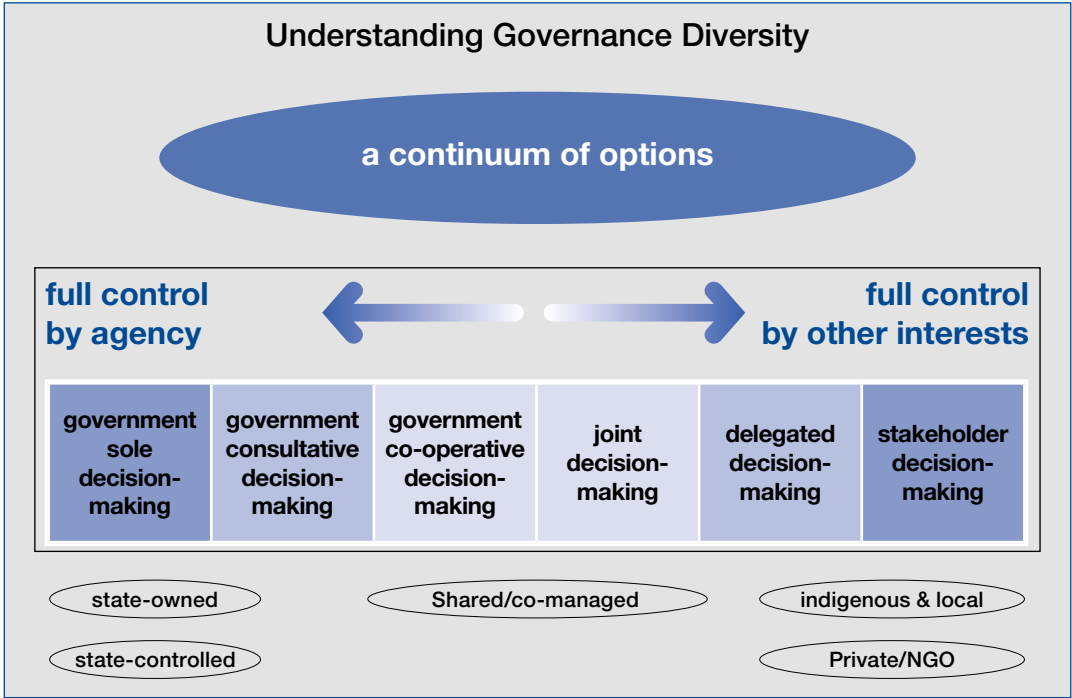 Understanding Governance Diversity
a continuum of options
full control
by agency
full control
by other interests
government
sole
decision-
making
government
consultative
decision-
making
government
co-operative
decision-
making
joint
decision-
making
delegated
decision-
making
stakeholder
decision-
making
state-owned
Shared/co-managed
indigenous & local
state-controlled
Private/NGO